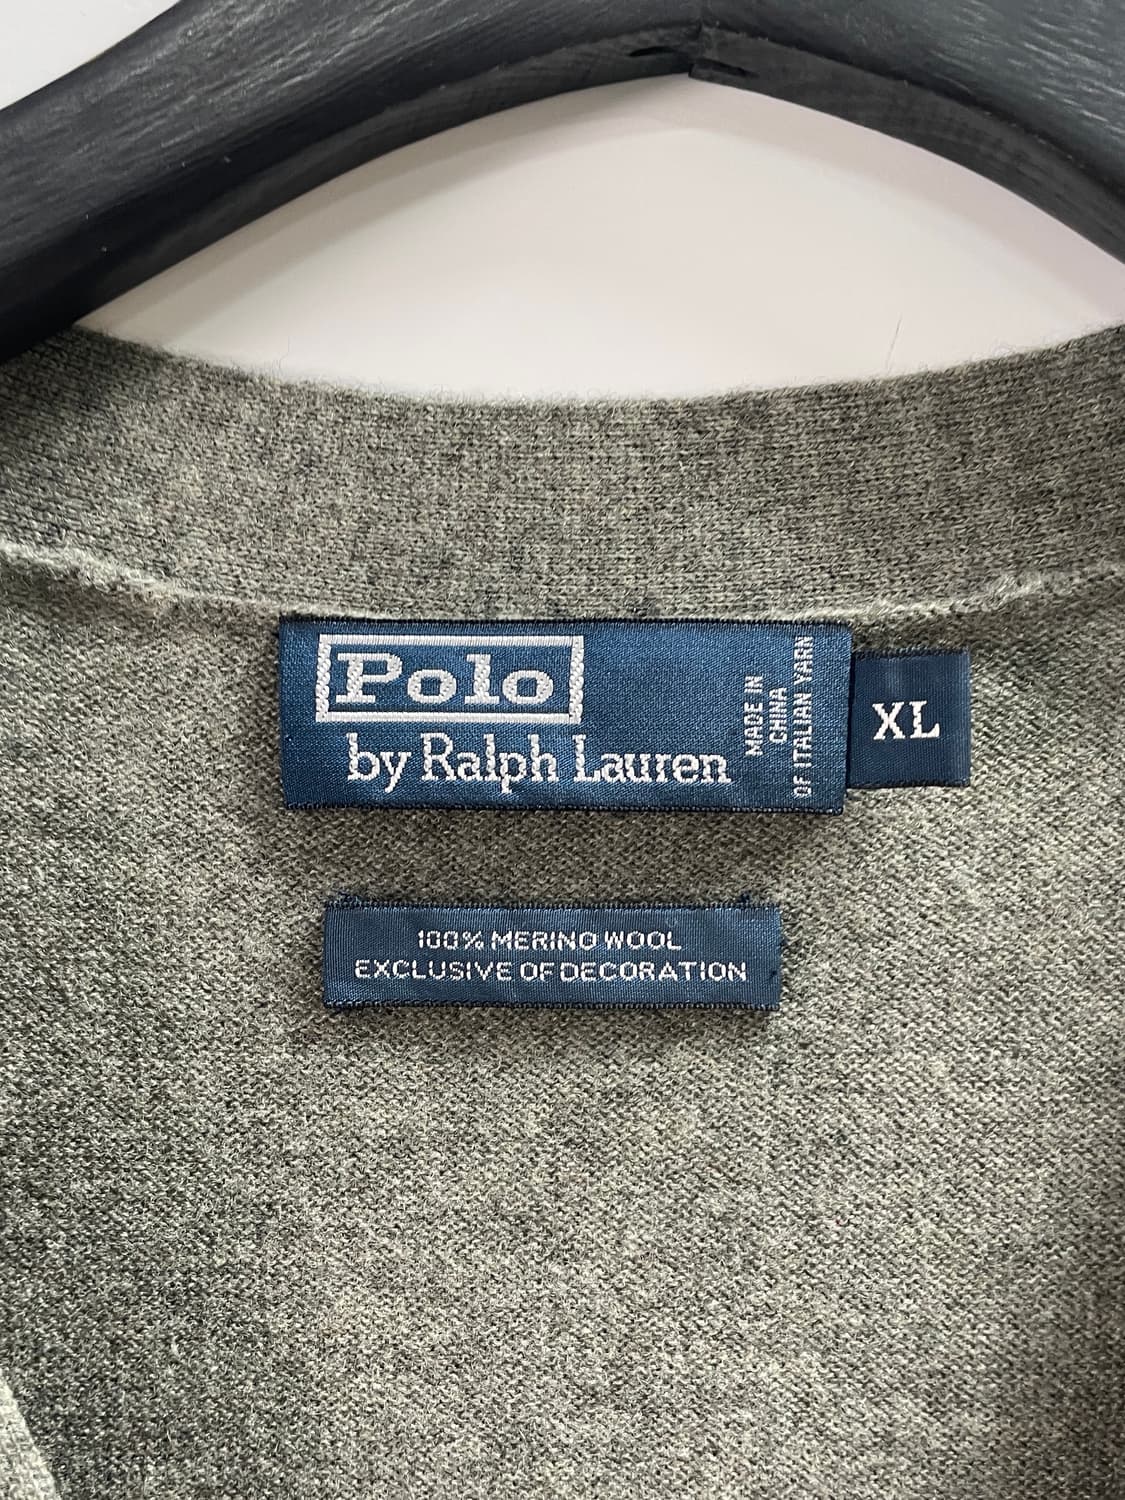 Polo
by Ralph Lauren
MADE IN
CHINA
OF ITALIAN YARN
XL
100% MERINO WOOL
EXCLUSIVE OF DECORATION